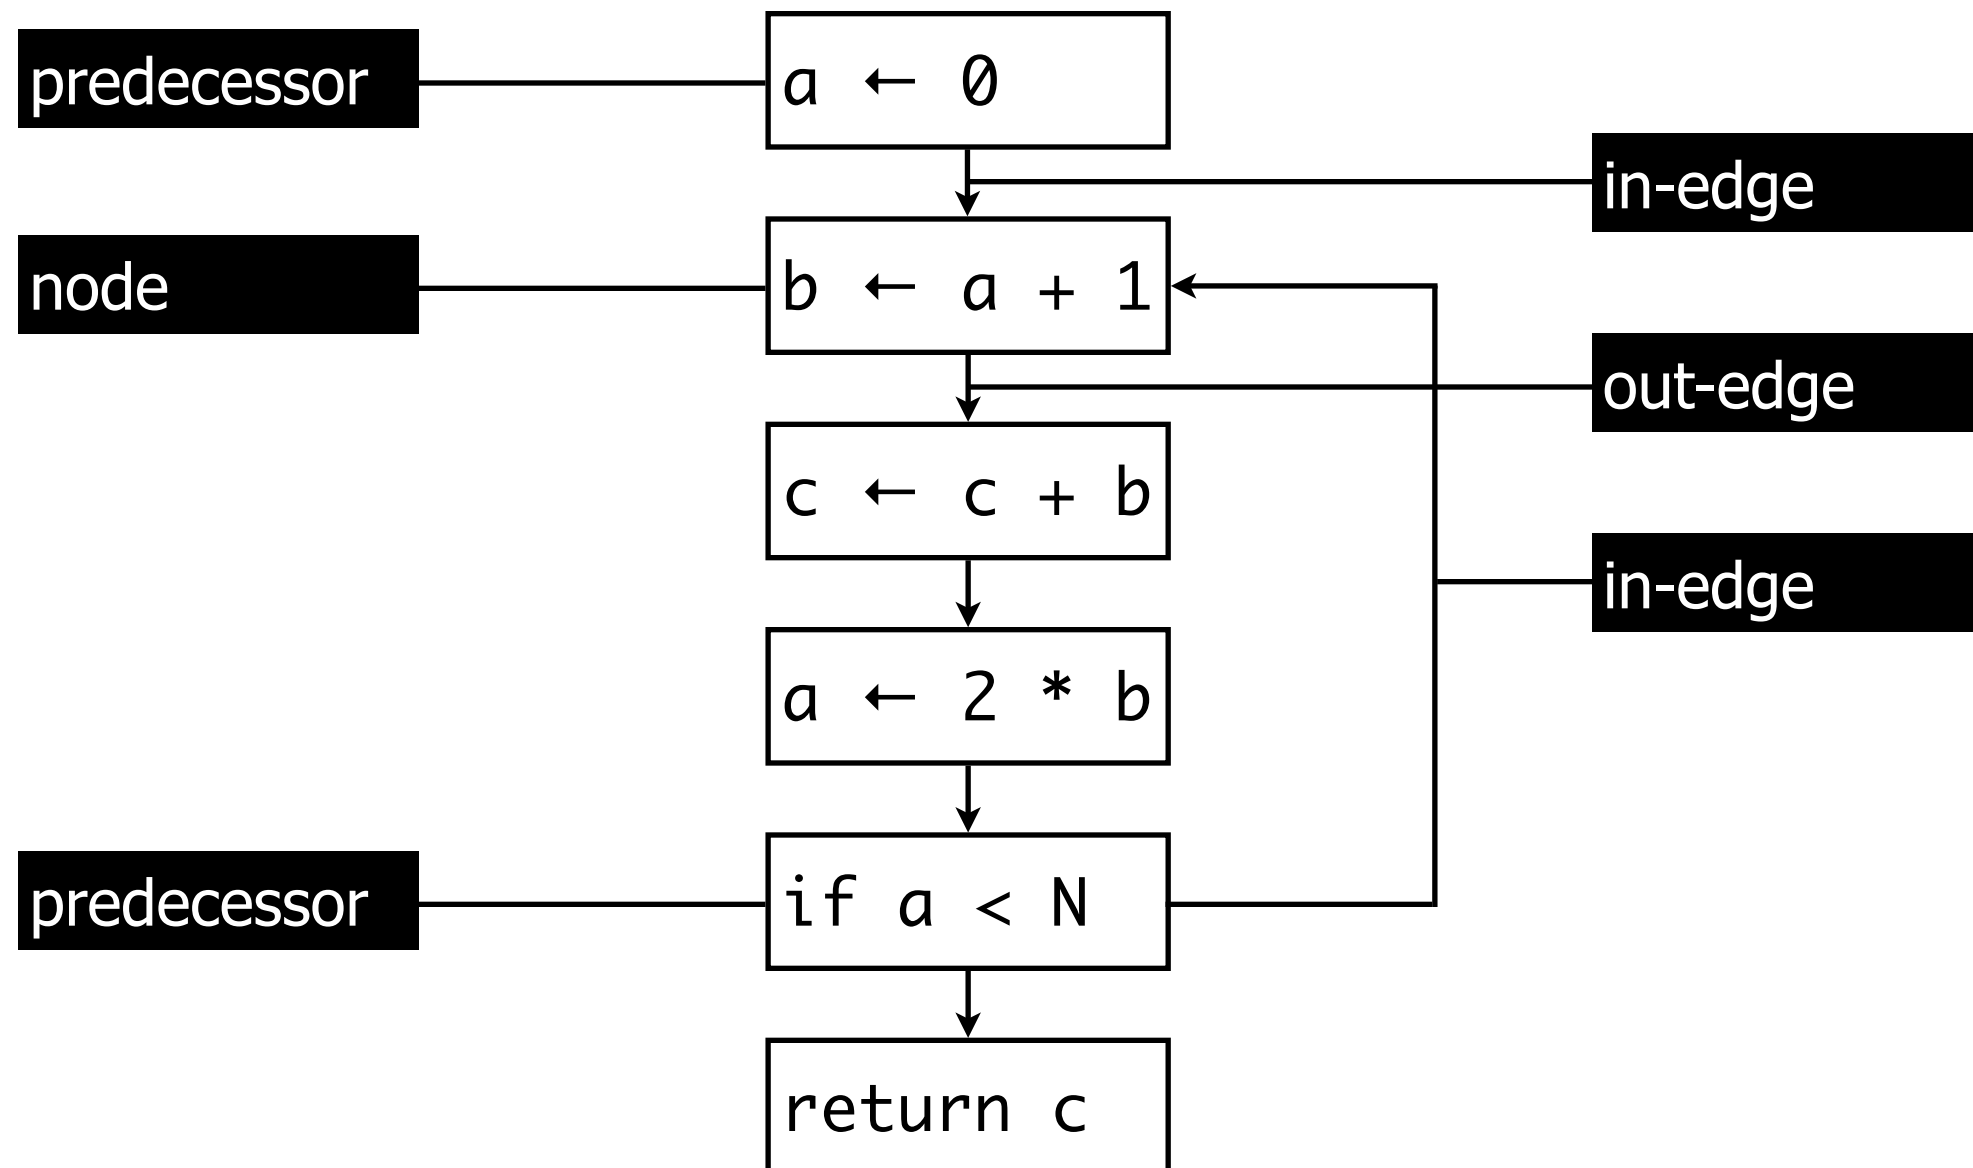 predecessor
a ← 0
in-edge
node
b ← a + 1
out-edge
c ← c + b
in-edge
a ← 2 * b
predecessor
if a < N
return c